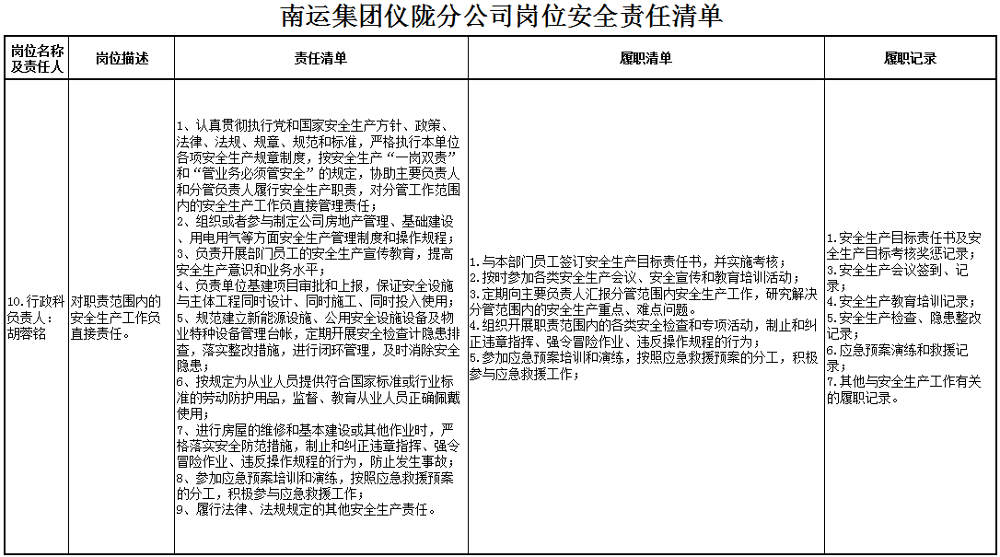 南运集团仪陇分公司岗位安全责任清单
岗位名称
及责任人
岗位描述
责任清单
履职清单
履职记录
10.行政科
负责人：
胡蓉铭
对职责范围内的
安全生产工作负
直接责任。
1、认真贯彻执行党和国家安全生产方针、政策、
法律、法规、规章、规范和标准，严格执行本单位
各项安全生产规章制度，按安全生产“一岗双责”
和“管业务必须管安全”的规定，协助主要负责人
和分管负责人履行安全生产职责，对分管工作范围
内的安全生产工作负直接管理责任；
2、组织或者参与制定公司房地产管理、基础建设
、用电用气等方面安全生产管理制度和操作规程；
3、负责开展部门员工的安全生产宣传教育，提高
安全生产意识和业务水平；
4、负责单位基建项目审批和上报，保证安全设施
与主体工程同时设计、同时施工、同时投入使用；
5、规范建立新能源设施、公用安全设施设备及物
业特种设备管理台帐，定期开展安全检查计隐患排
查，落实整改措施，进行闭环管理，及时消除安全
隐患；
6、按规定为从业人员提供符合国家标准或行业标
准的劳动防护用品，监督、教育从业人员正确佩戴
使用；
7、进行房屋的维修和基本建设或其他作业时，严
格落实安全防范措施，制止和纠正违章指挥、强令
冒险作业、违反操作规程的行为，防止发生事故；
8、参加应急预案培训和演练，按照应急救援预案
的分工，积极参与应急救援工作；
9、履行法律、法规规定的其他安全生产责任。
1.与本部门员工签订安全生产目标责任书，并实施考核；
2.按时参加各类安全生产会议、安全宣传和教育培训活动；
3.定期向主要负责人汇报分管范围内安全生产工作，研究解决
分管范围内的安全生产重点、难点问题。
4.组织开展职责范围内的各类安全检查和专项活动，制止和纠
正违章指挥、强令冒险作业、违反操作规程的行为；
5.参加应急预案培训和演练，按照应急救援预案的分工，积极
参与应急救援工作；
1.安全生产目标责任书及安
全生产目标考核奖惩记录；
3.安全生产会议签到、记
录；
4.安全生产教育培训记录；
5.安全生产检查、隐患整改
记录；
6.应急预案演练和救援记
录；
7.其他与安全生产工作有关
的履职记录。